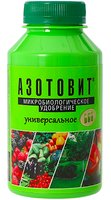 АЗОТОВИТ®
МИКРОБИОЛОГИЧЕСКОЕ
УДОБРЕНИЕ
универсальное